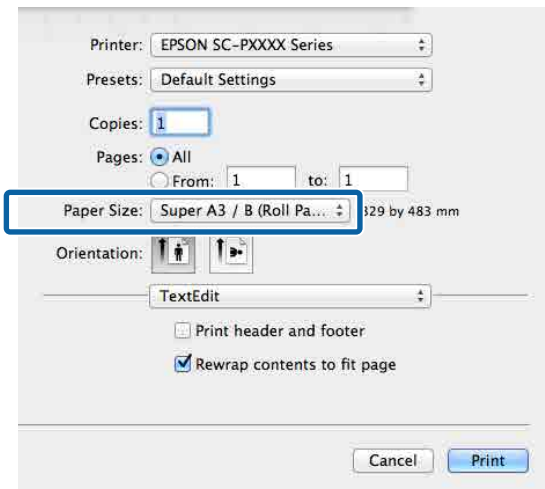 Printer: EPSON SC-PXXXX Series
Presets: Default Settings
Copies: 1
Pages: All
From: 1 to: 1
Paper Size: Super A3 / B (Roll Pa... 329 by 483 mm
Orientation:
TextEdit
Print header and footer
Rewrap contents to fit page
Cancel Print